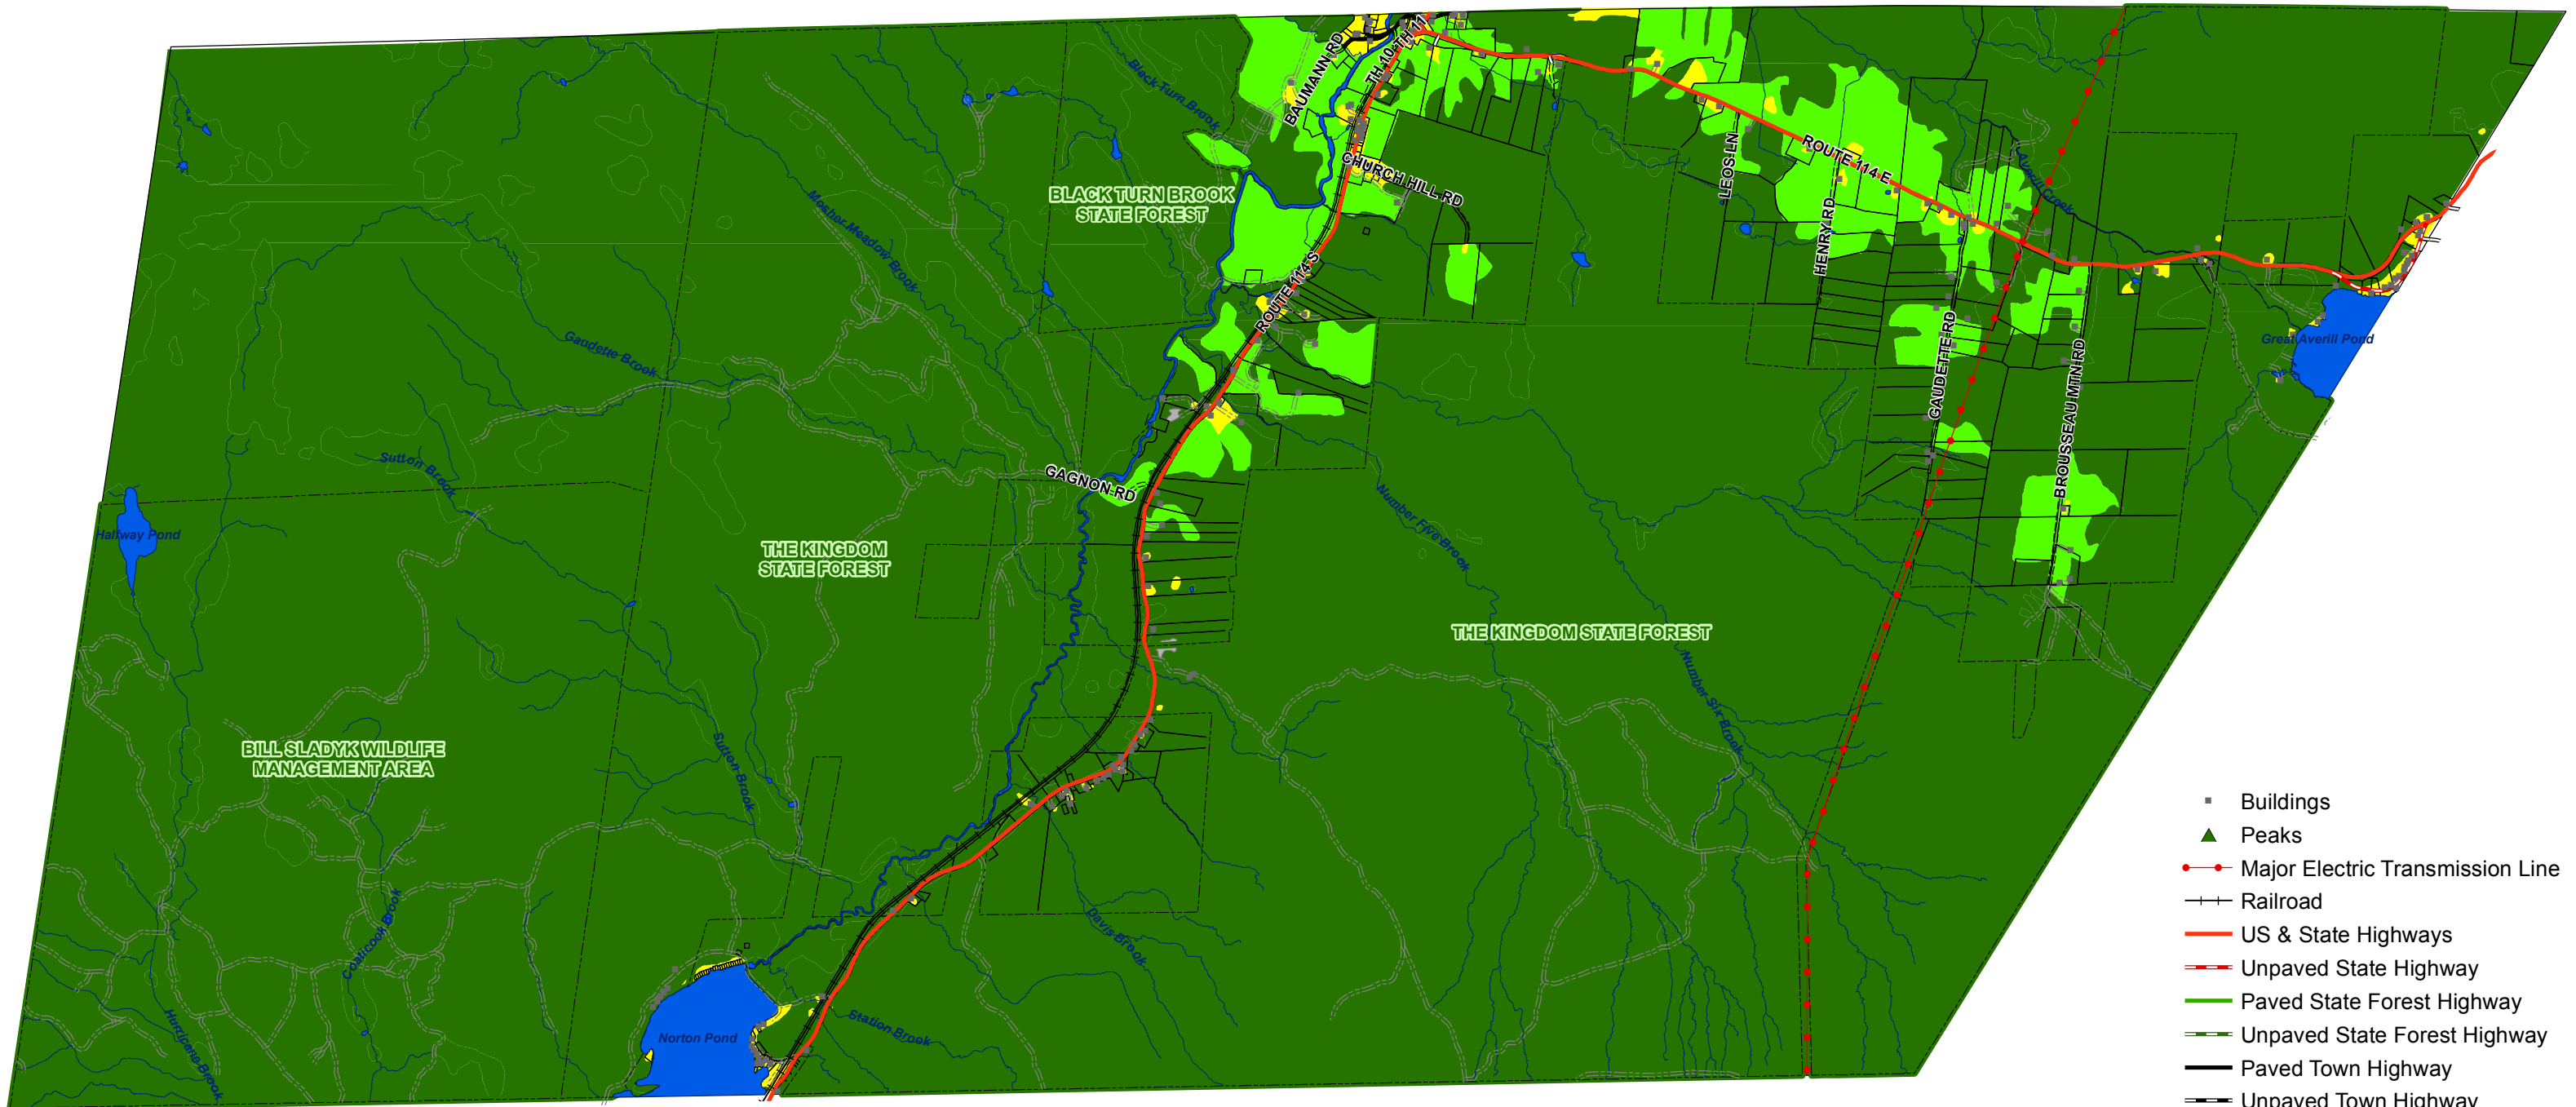 BAUMANN RD
TH 10 TH 11
Black Turn Brook
CHURCH HILL RD
LEOS LN
ROUTE 114 E
Averill Creek
BLACK TURN BROOK
STATE FOREST
Mosher Meadow Brook
HENRY RD
ROUTE 114 S
Gaudette Brook
GAUDETTE RD
BROUSSEAU MTN RD
Great Averill Pond
Sutton Brook
GAGNON RD
Number Five Brook
Halfway Pond
THE KINGDOM
STATE FOREST
THE KINGDOM STATE FOREST
Number Six Brook
BILL SLADYK WILDLIFE
MANAGEMENT AREA
Sutton Brook
Coaticook Brook
Davis Brook
Hurricane Brook
Norton Pond
Station Brook
Buildings
Peaks
Major Electric Transmission Line
Railroad
US & State Highways
Unpaved State Highway
Paved State Forest Highway
Unpaved State Forest Highway
Paved Town Highway
Unpaved Town Highway